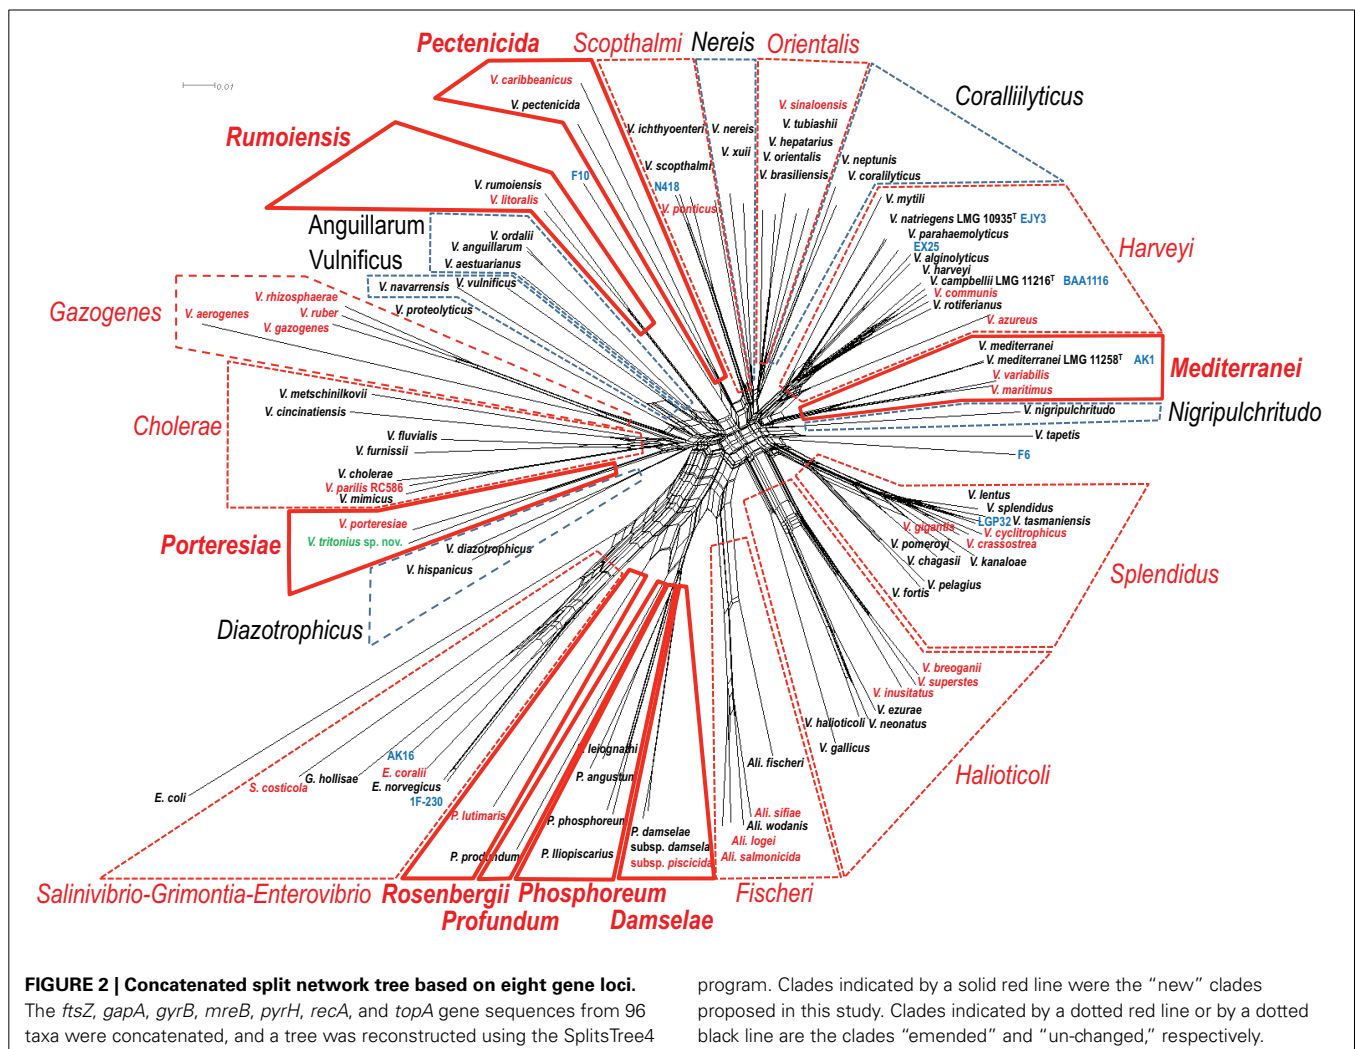 Pectenicida
Scopthalmi
Nereis
Orientalis
V. caribbeanicus
0.01
Coralliilyticus
V. pectenicida
V. sinaloensis
Rumoiensis
V. ichthyoenteri
V. nereis
V. tubiashii
V. hepatarius
V. xuii
V. orientalis
V. neptunis
V. scopthalmi
V. brasiliensis
V. coralilyticus
F10
N418
V. rumoiensis
V. litoralis
V. ponticus
V. mytili
Anguillarum
V. natriegens LMG 10935T EJY3
V. ordalii
V. parahaemolyticus
V. anguillarum
EX25
Harveyi
Vulnificus
V. aestuarianus
V. alginolyticus
V. harveyi
V. navarrensis
V. vulnificus
V. campbellii LMG 11216T BAA1116
V. rhizosphaerae
V. communis
Gazogenes
V. aerogenes
V. ruber
V. proteolyticus
V. rotiferianus
V. gazogenes
V. azureus
V. mediterranei
V. mediterranei LMG 11258T AK1
Mediterranei
V. variabilis
V. metschinilkovii
V. maritimus
V. cincinatiensis
V. nigripulchritudo
Nigripulchritudo
Cholerae
V. fluvialis
V. tapetis
V. furnissii
F6
V. cholerae
V. parilis RC586
V. mimicus
V. lentus
V. splendidus
V. porteresiae
LGP32 V. tasmaniensis
V. gigantis
V. cyclitrophicus
Porteresiae
V. tritonius sp. nov.
V. pomeroyi
V. crassostrea
V. diazotrophicus
V. chagasii
V. kanaloae
V. hispanicus
Splendidus
V. pelagius
V. fortis
Diazotrophicus
V. breoganii
V. superstes
V. inusitatus
V. ezurae
V. halioticoli
V. neonatus
V. gallicus
AK16
leiognathi
Ali. fischeri
Halioticoli
E. coralii
G. hollisae
P. angustum
S. costicola
E. norvegicus
E. coli
1F-230
P. lutimaris
P. phosphoreum
Ali. sifiae
Ali. wodanis
P. damselae
subsp. damsela
Ali. logei
P. produndum
P. lliopiscarius
subsp. piscicida
Ali. salmonicida
Salinivibrio-Grimontia-Enterovibrio
Rosenbergii
Phosphoreum
Fischeri
Profundum
Damselae
FIGURE 2 | Concatenated split network tree based on eight gene loci.
The ftsZ, gapA, gyrB, mreB, pyrH, recA, and topA gene sequences from 96
taxa were concatenated, and a tree was reconstructed using the SplitsTree4
program. Clades indicated by a solid red line were the “new” clades
proposed in this study. Clades indicated by a dotted red line or by a dotted
black line are the clades “emended” and “un-changed,” respectively.